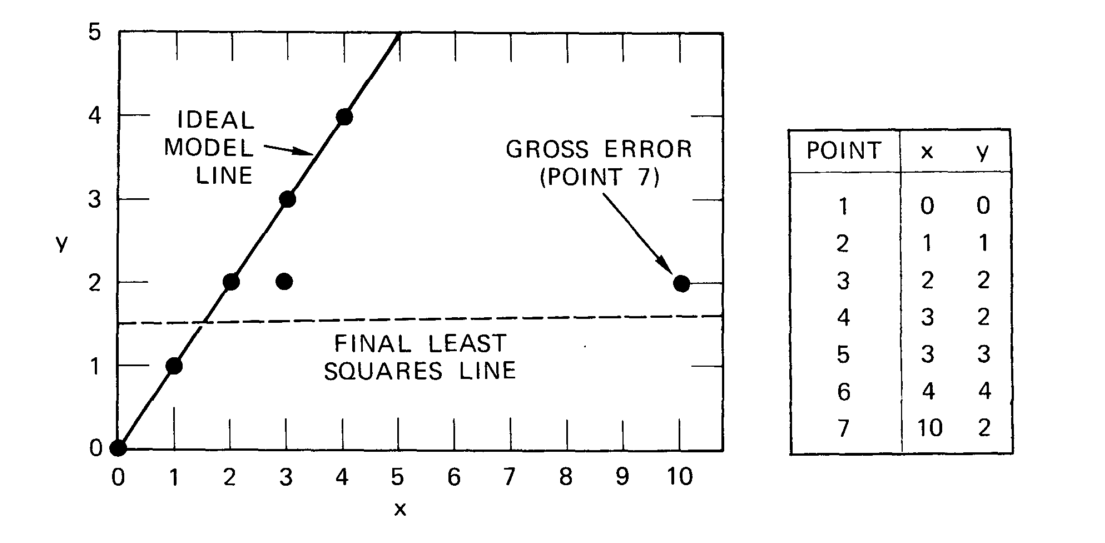 5
4
3
2
1
0
y
IDEAL
MODEL
LINE
GROSS ERROR
(POINT 7)
FINAL LEAST
SQUARES LINE
0 1 2 3 4 5 6 7 8 9 10
x
POINT x y
1 0 0
2 1 1
3 2 2
4 3 2
5 3 3
6 4 4
7 10 2